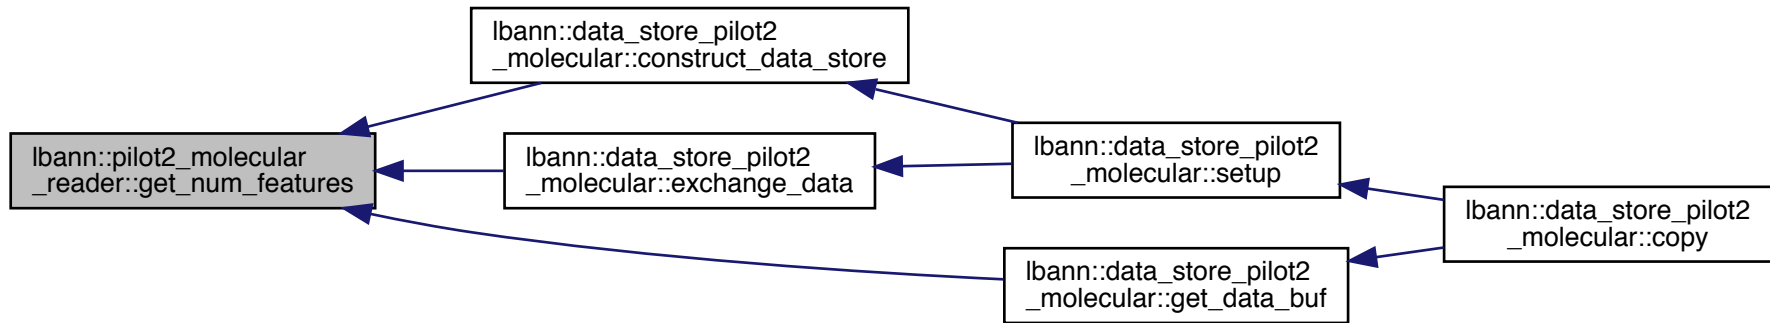 lbann::data_store_pilot2
_molecular::construct_data_store
lbann::pilot2_molecular
_reader::get_num_features
lbann::data_store_pilot2
_molecular::exchange_data
lbann::data_store_pilot2
_molecular::setup
lbann::data_store_pilot2
_molecular::get_data_buf
lbann::data_store_pilot2
_molecular::copy